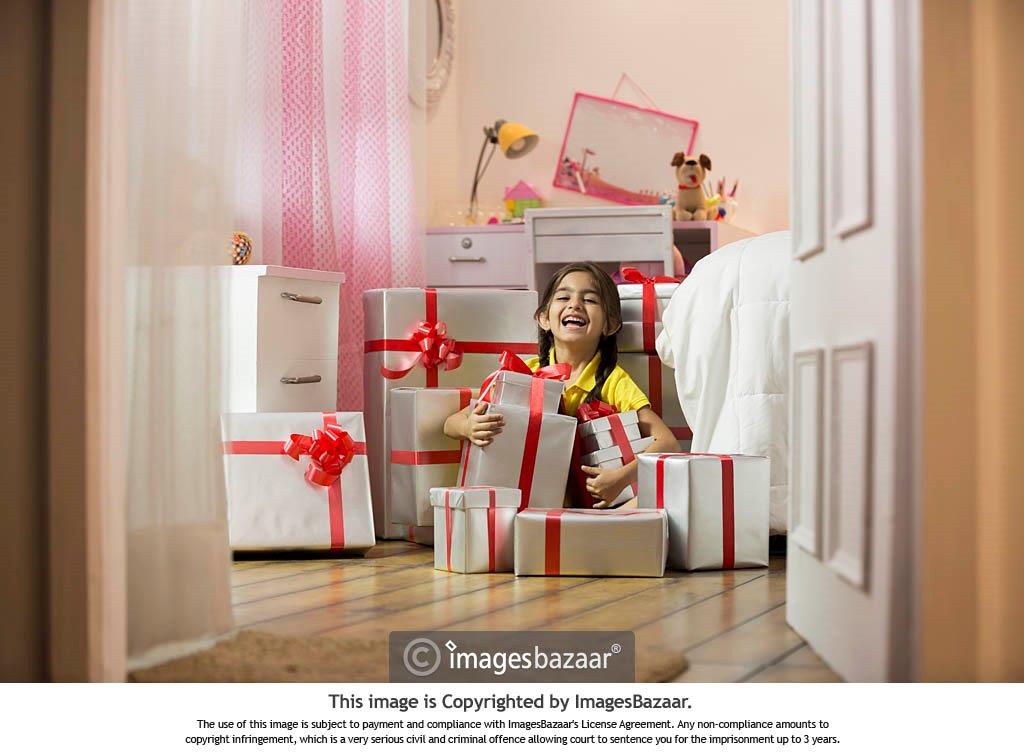 © imagesbazaar®
This image is Copyrighted by ImagesBazaar.
The use of this image is subject to payment and compliance with ImagesBazaar's License Agreement. Any non-compliance amounts to
copyright infringement, which is a very serious civil and criminal offence allowing court to sentence you for the imprisonment up to 3 years.